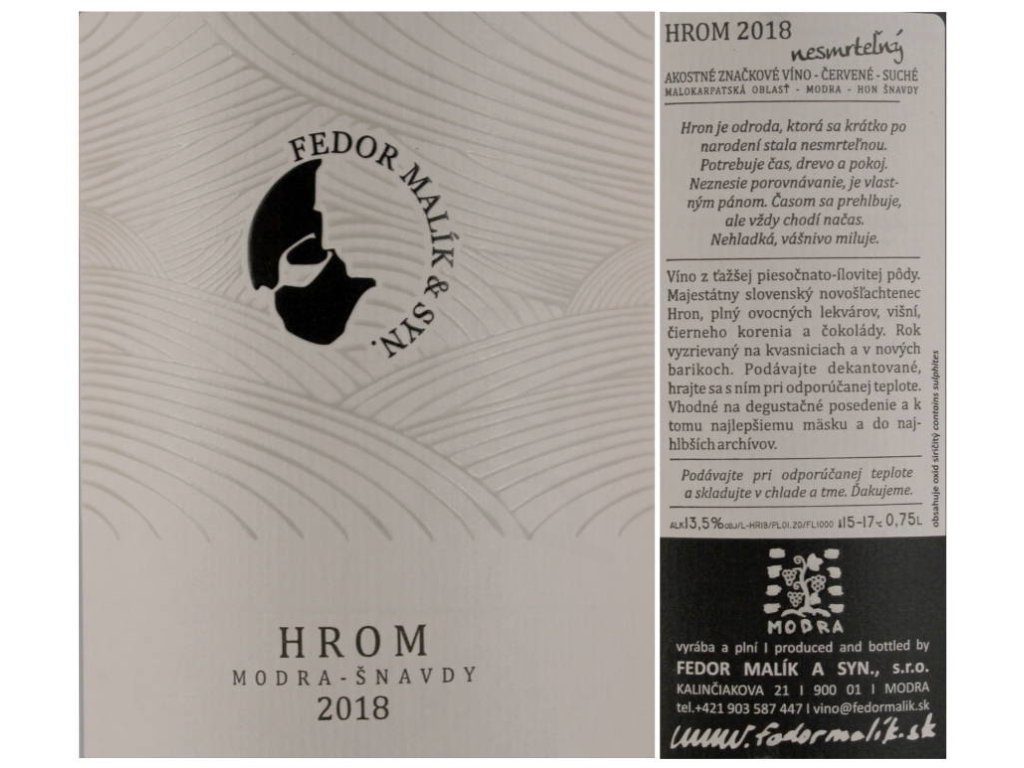 FEDOR MALÍK & SYN.
HROM
MODRA-ŠNAVDY
2018
HROM 2018
nesmrteľný
AKOSTNÉ ZNAČKOVÉ VÍNO - ČERVENÉ - SUCHÉ
MALOKARPATSKÁ OBLASŤ - MODRA - HON ŠNAVDY
Hron je odroda, ktorá sa krátko po
narodení stala nesmrteľnou.
Potrebuje čas, drevo a pokoj.
Neznesie porovnávanie, je vlast-
ným pánom. Časom sa prehlbuje,
ale vždy chodí načas.
Nehladká, vášnivo miluje.
Víno z ťažšej piesočnato-ílovitej pôdy.
Majestátny slovenský novošľachtenec
Hron, plný ovocných lekvárov, višní,
čierneho korenia a čokolády. Rok
vyzrievaný na kvasniciach a v nových
barikoch. Podávajte dekantované,
hrajte sa s ním pri odporúčanej teplote.
Vhodné na degustačné posedenie a k
tomu najlepšiemu mäsku a do naj-
hlbších archívov.
obsahuje oxid siričitý contains sulphites
Podávajte pri odporúčanej teplote
a skladujte v chlade a tme. Ďakujeme.
ALK13,5%OBJ/L-HR18/PL01.20/FL1000 15-17°C 0,75L
MODRA
vyrába a plní I produced and bottled by
FEDOR MALÍK A SYN., s.r.o.
KALINČIAKOVA 21 I 900 01 I MODRA
tel.+421 903 587 447 I vino@fedormalik.sk
www.fedormalik.sk